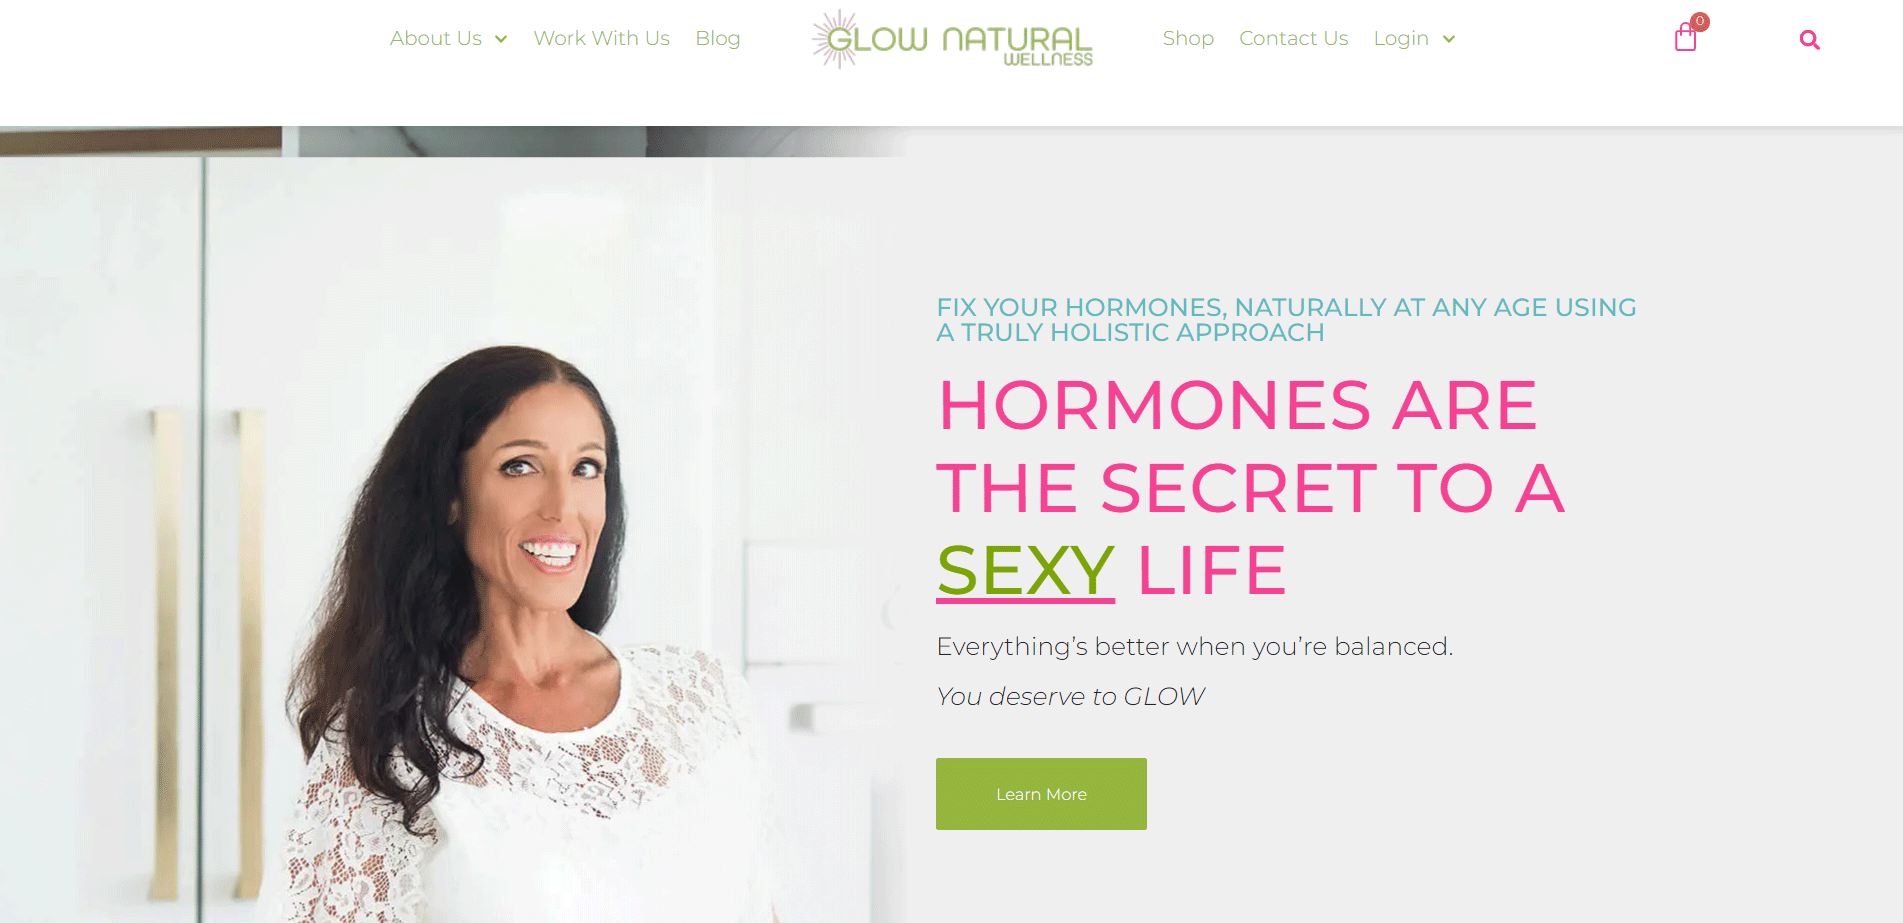 About Us
Work With Us
Blog
GLOW NATURAL
WELLNESS
Shop
Contact Us
Login
0
FIX YOUR HORMONES, NATURALLY AT ANY AGE USING
A TRULY HOLISTIC APPROACH
HORMONES ARE
THE SECRET TO A
SEXY LIFE
Everything’s better when you’re balanced.
You deserve to GLOW
Learn More